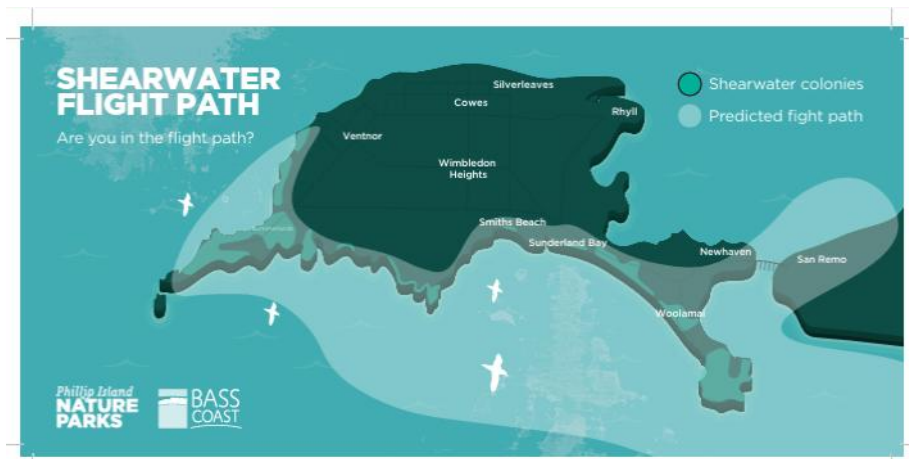 SHEARWATER
FLIGHT PATH
Are you in the flight path?
Shearwater colonies
Predicted fight path
Silverleaves
Cowes
Rhyll
Ventnor
Wimbledon
Heights
Smiths Beach
Sunderland Bay
Newhaven
San Remo
Woolamai
Phillip Island
NATURE
PARKS
BASS
COAST